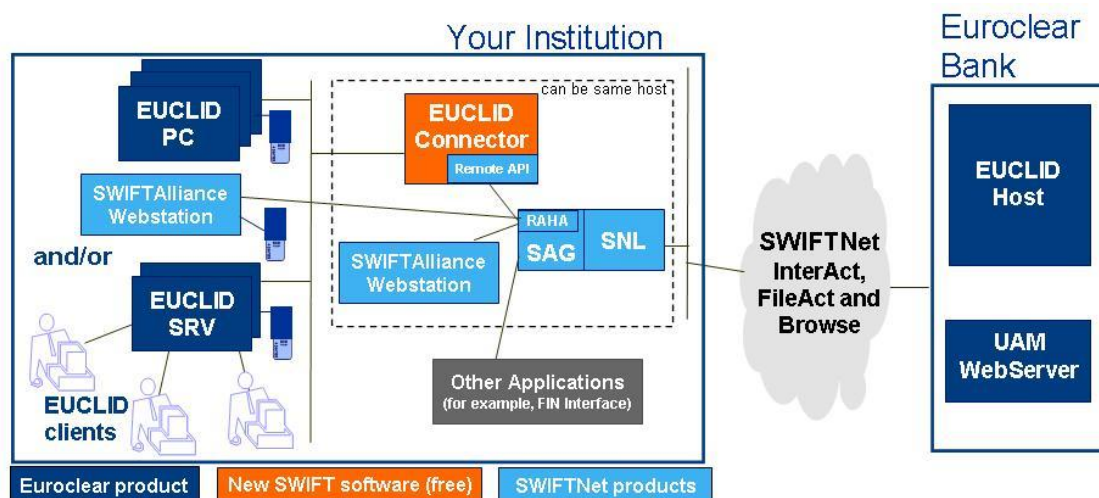 Your Institution
Euroclear
Bank
can be same host
EUCLID
PC
EUCLID
Connector
Remote API
SWIFTAlliance
Webstation
and/or
RAHA
SAG
SNL
SWIFTAlliance
Webstation
EUCLID
SRV
EUCLID
clients
Other Applications
(for example, FIN Interface)
SWIFTNet
InterAct,
FileAct and
Browse
EUCLID
Host
UAM
WebServer
Euroclear product
New SWIFT software (free)
SWIFTNet products